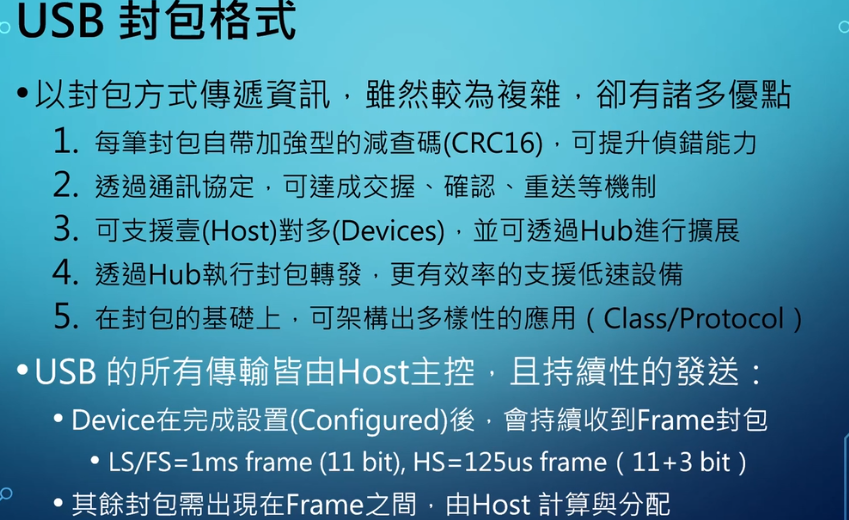 USB 封包格式
•以封包方式傳遞資訊，雖然較為複雜，卻有諸多優點
1. 每筆封包自帶加強型的減查碼(CRC16)，可提升偵錯能力
2. 透過通訊協定，可達成交握、確認、重送等機制
3. 可支援壹(Host)對多(Devices)，並可透過Hub進行擴展
4. 透過Hub執行封包轉發，更有效率的支援低速設備
5. 在封包的基礎上，可架構出多樣性的應用（Class/Protocol）
•USB 的所有傳輸皆由Host主控，且持續性的發送：
•Device在完成設置(Configured)後，會持續收到Frame封包
•LS/FS=1ms frame (11 bit), HS=125us frame（11+3 bit）
•其餘封包需出現在Frame之間，由Host 計算與分配